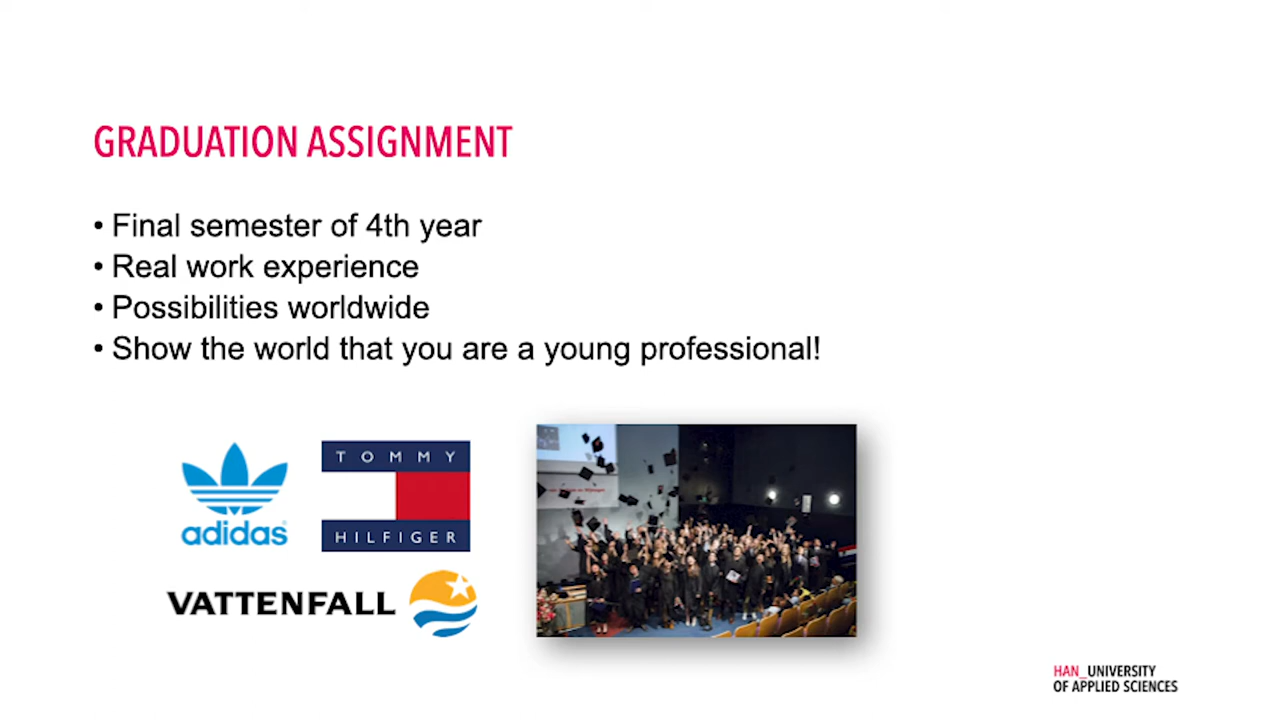 GRADUATION ASSIGNMENT
• Final semester of 4th year
• Real work experience
• Possibilities worldwide
• Show the world that you are a young professional!
adidas
TOMMY
HILFIGER
VATTENFALL
HAN_UNIVERSITY
OF APPLIED SCIENCES